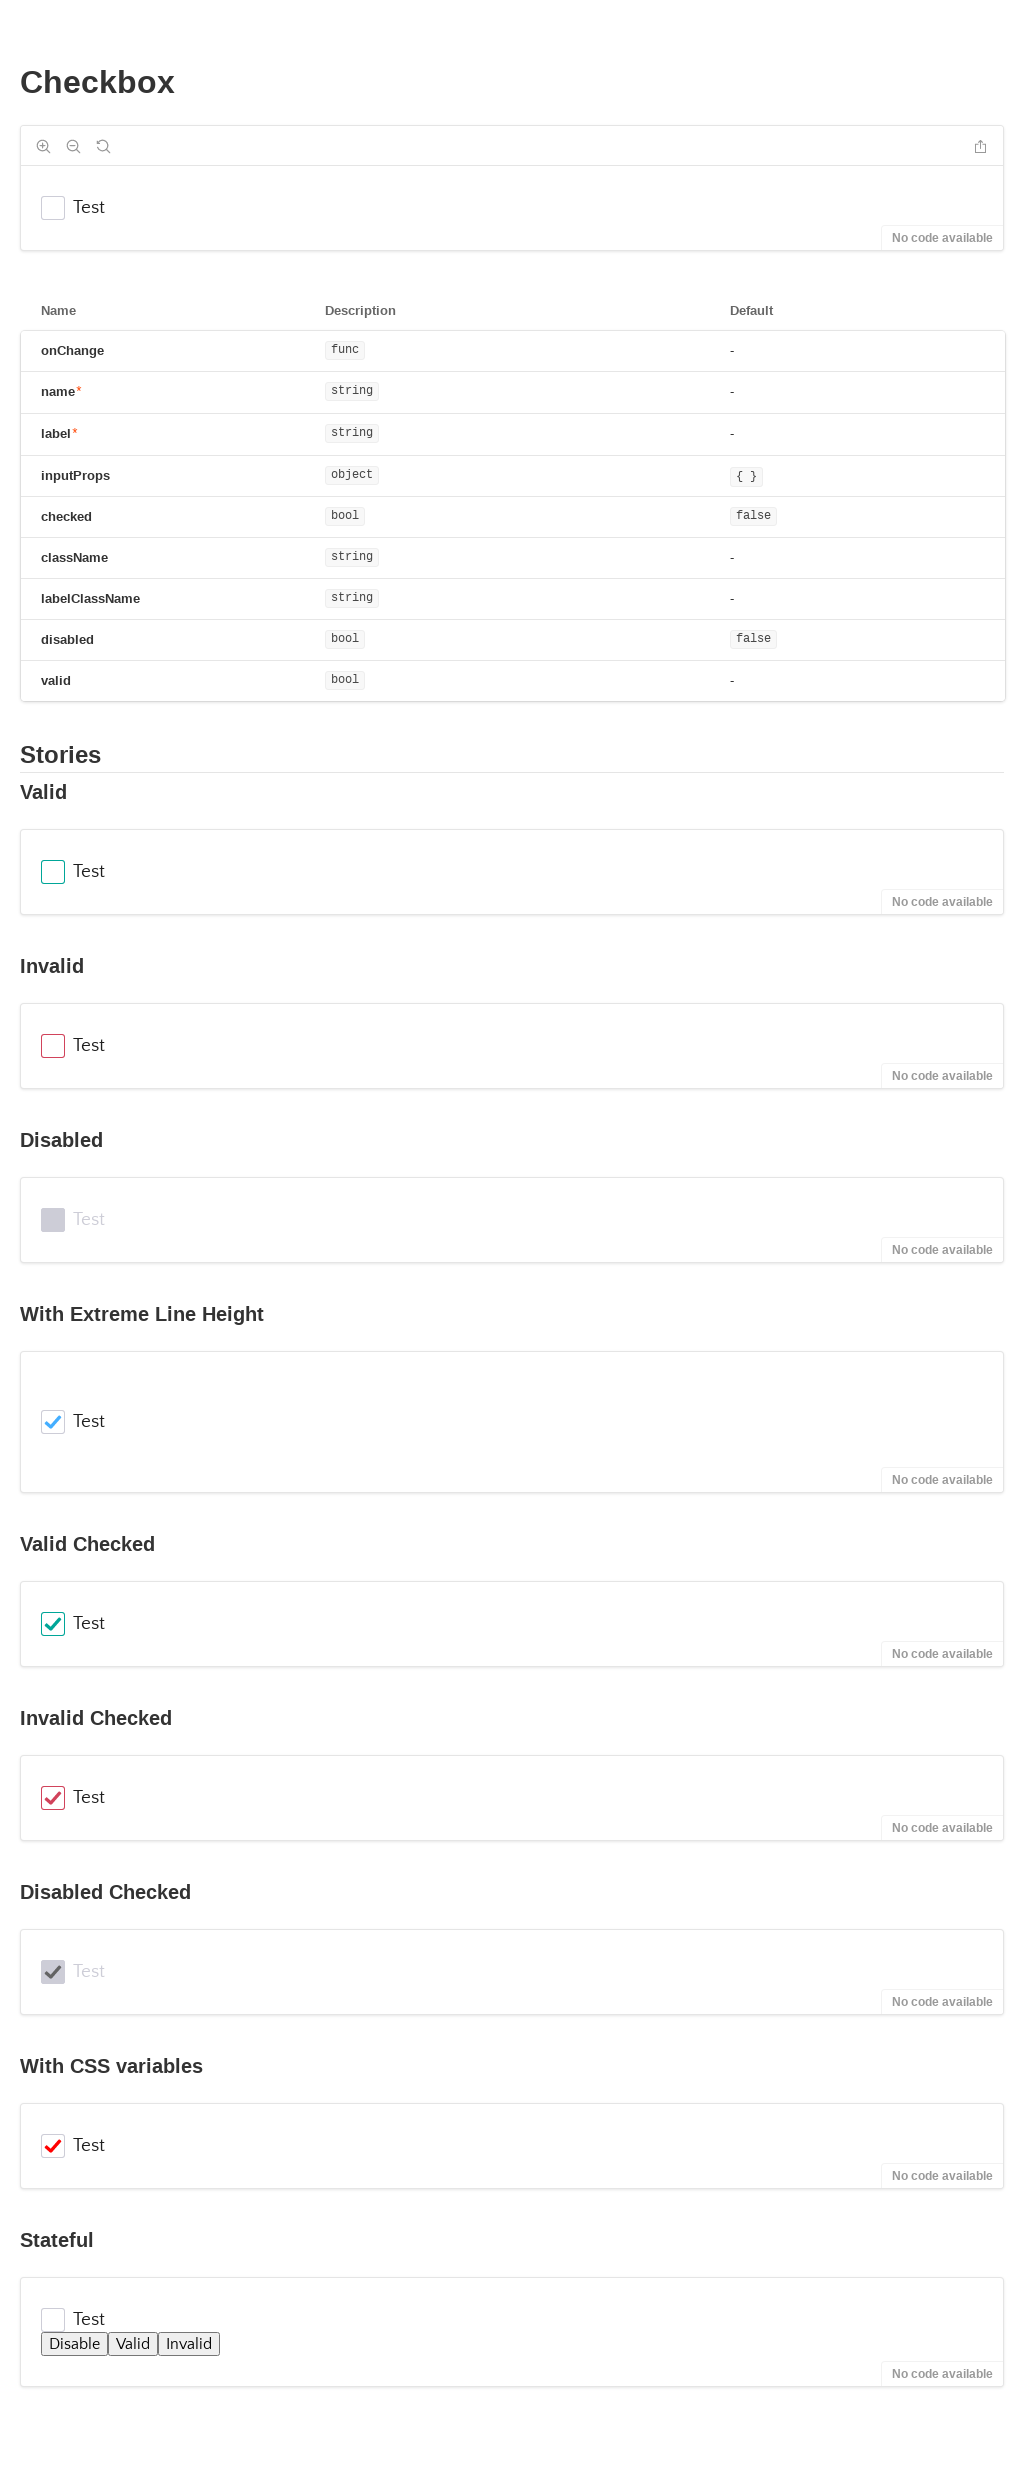 Checkbox
Test
No code available
Name Description Default
onChange func -
name* string -
label* string -
inputProps object { }
checked bool false
className string -
labelClassName string -
disabled bool false
valid bool -
Stories
Valid
Test
No code available
Invalid
Test
No code available
Disabled
Test
No code available
With Extreme Line Height
Test
No code available
Valid Checked
Test
No code available
Invalid Checked
Test
No code available
Disabled Checked
Test
No code available
With CSS variables
Test
No code available
Stateful
Test
Disable Valid Invalid
No code available